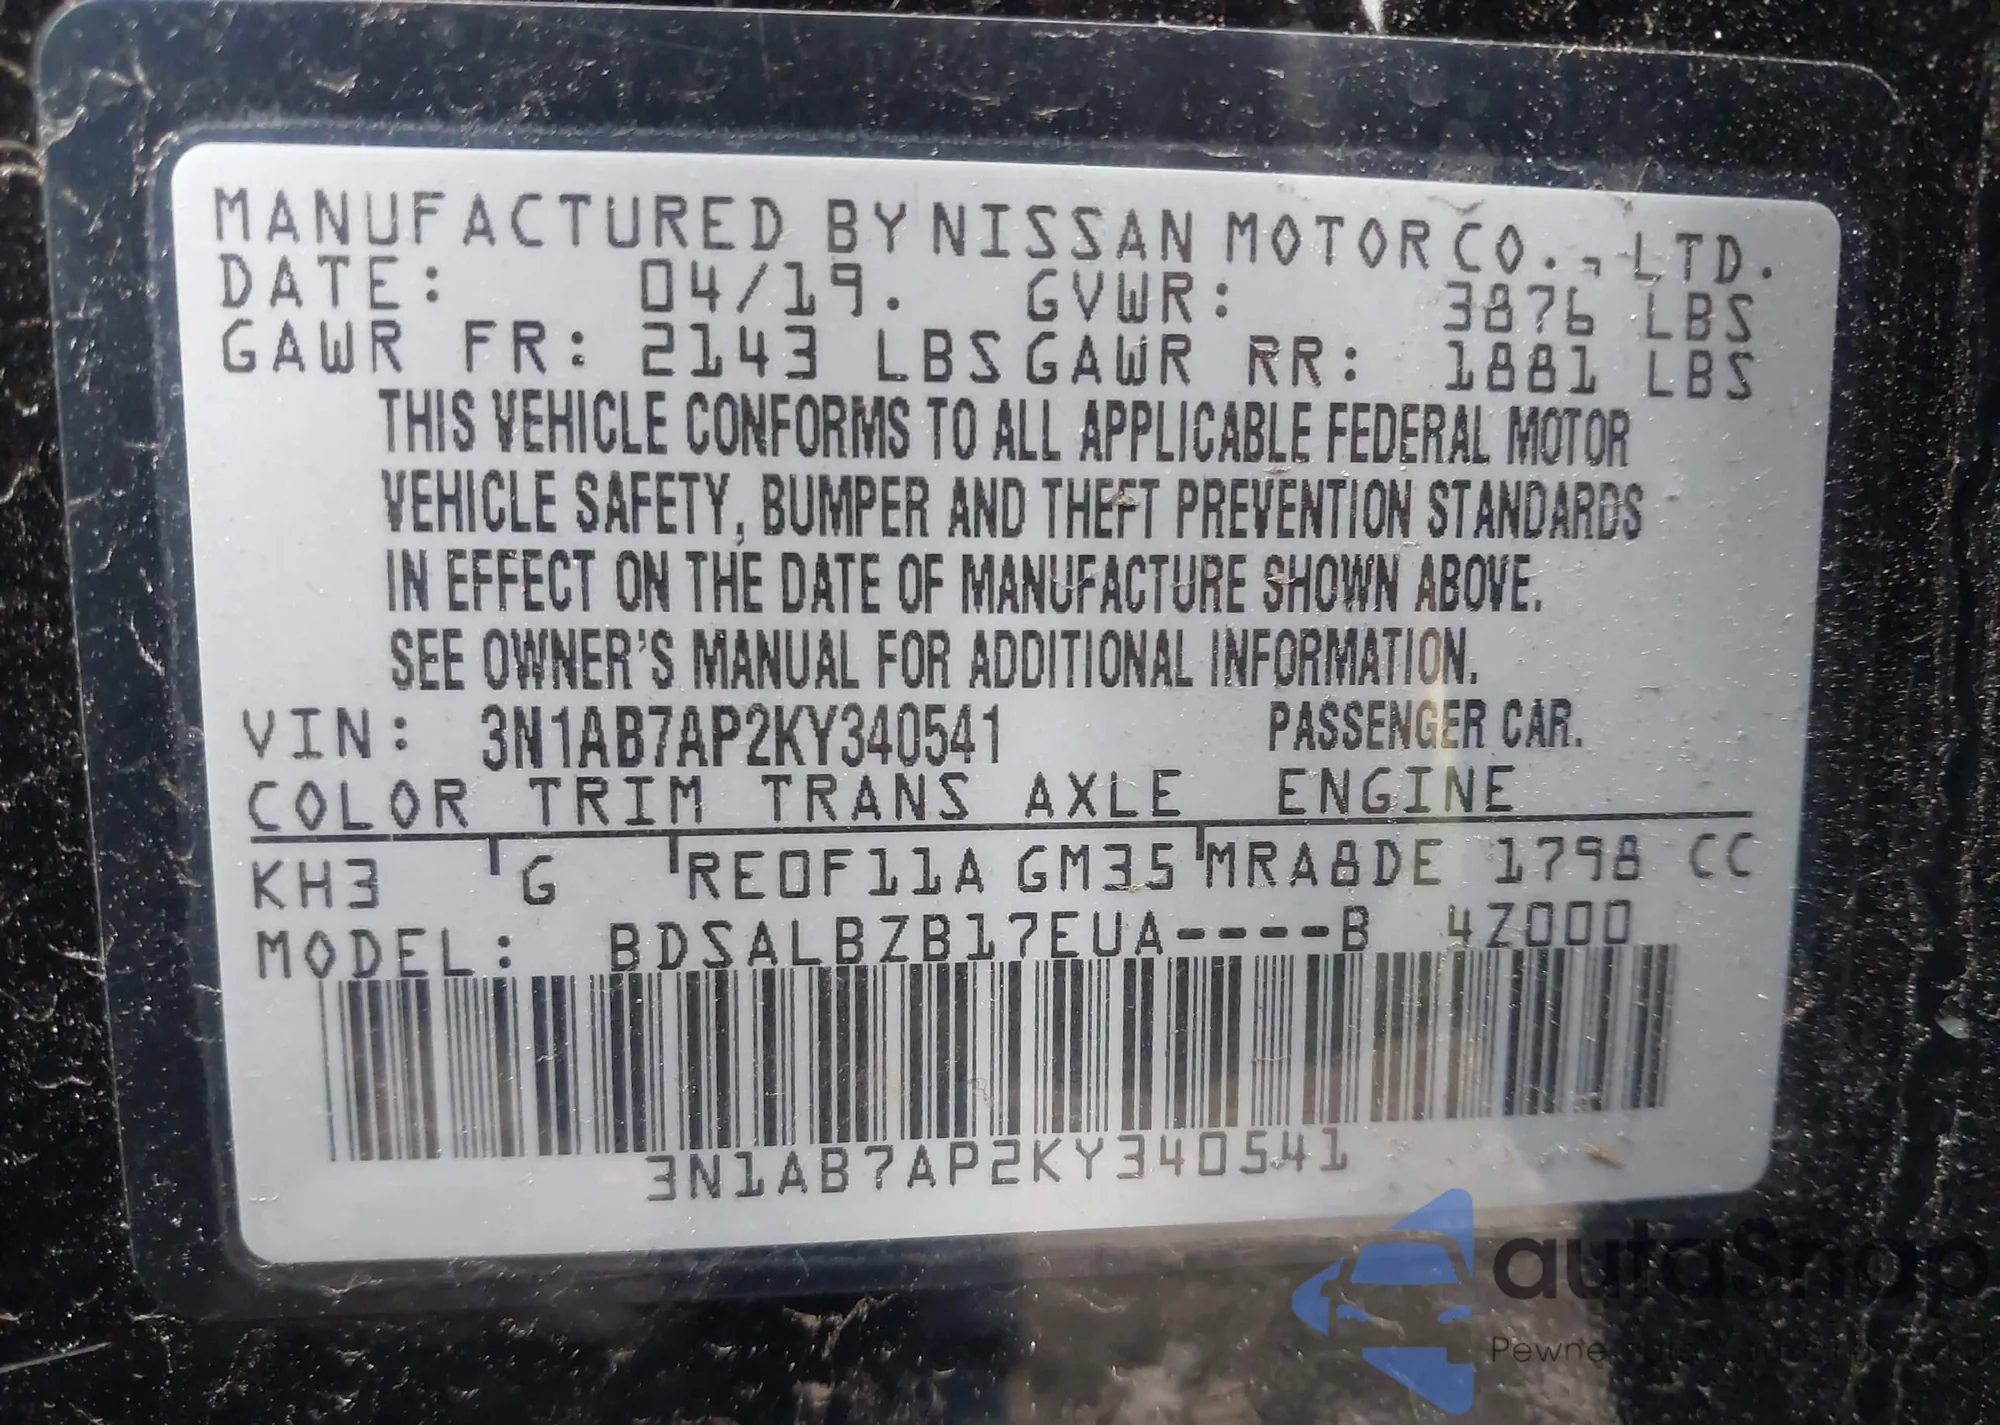 MANUFACTURED BY NISSAN MOTOR CO., LTD.
DATE: 04/19. GVWR: 3876 LBS
GAWR FR: 2143 LBS GAWR RR: 1881 LBS
THIS VEHICLE CONFORMS TO ALL APPLICABLE FEDERAL MOTOR
VEHICLE SAFETY, BUMPER AND THEFT PREVENTION STANDARDS
IN EFFECT ON THE DATE OF MANUFACTURE SHOWN ABOVE.
SEE OWNER'S MANUAL FOR ADDITIONAL INFORMATION.
VIN: 3N1AB7AP2KY340541 PASSENGER CAR.
COLOR TRIM TRANS AXLE ENGINE
KH3 G RE0F11A GM35 MRA8DE 1798 CC
MODEL: BDSALBZB17EUA----B 4Z000
3N1AB7AP2KY340541
autaShap
Pewne